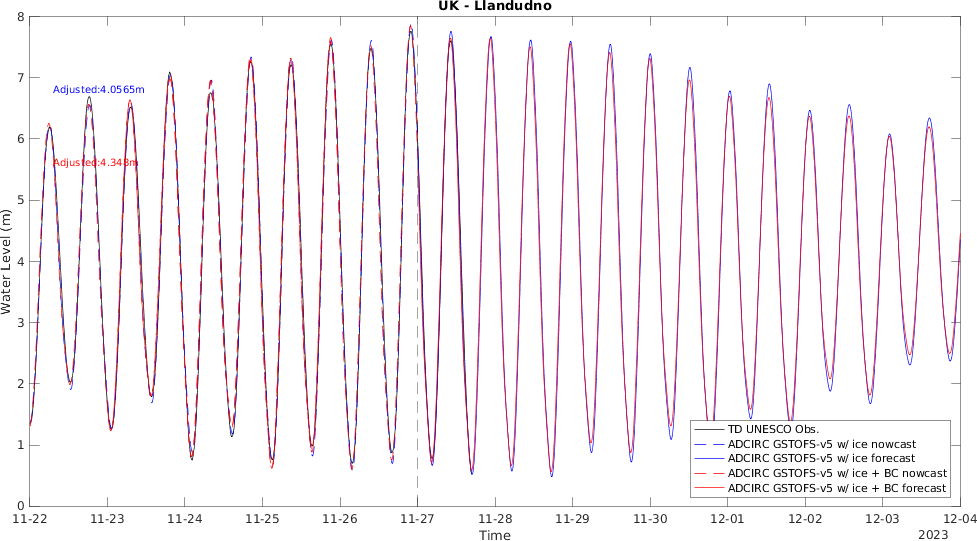 UK - Llandudno
8
7
6
5
4
3
2
1
0
Water Level (m)
Adjusted:4.0565m
Adjusted:4.348m
TD UNESCO Obs.
ADCIRC GSTOFS-v5 w/ ice nowcast
ADCIRC GSTOFS-v5 w/ ice forecast
ADCIRC GSTOFS-v5 w/ ice + BC nowcast
ADCIRC GSTOFS-v5 w/ ice + BC forecast
11-22 11-23 11-24 11-25 11-26 11-27 11-28 11-29 11-30 12-01 12-02 12-03 12-04
Time
2023